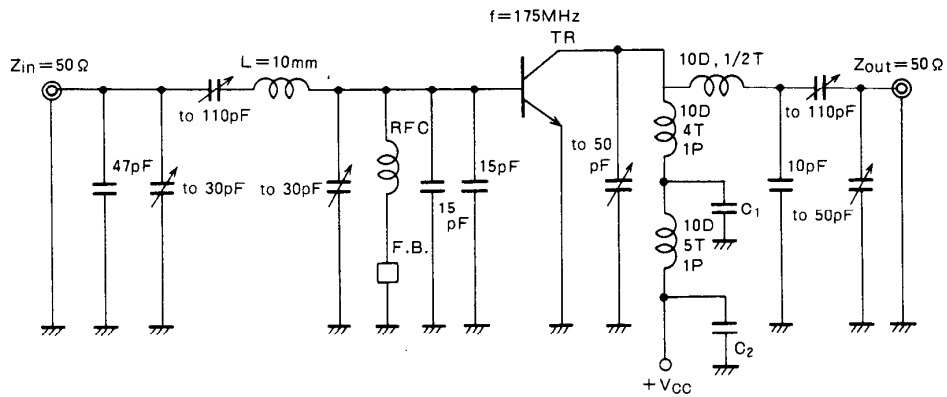 f=175MHz
TR
Zin=50Ω
L=10mm
10D, 1/2T
Zout=50Ω
to 110pF
to 110pF
RFC
10D
4T
1P
to 50
pF
47pF
to 30pF
to 30pF
15pF
10pF
15
pF
C1
to 50pF
F.B.
10D
5T
1P
C2
+VCC